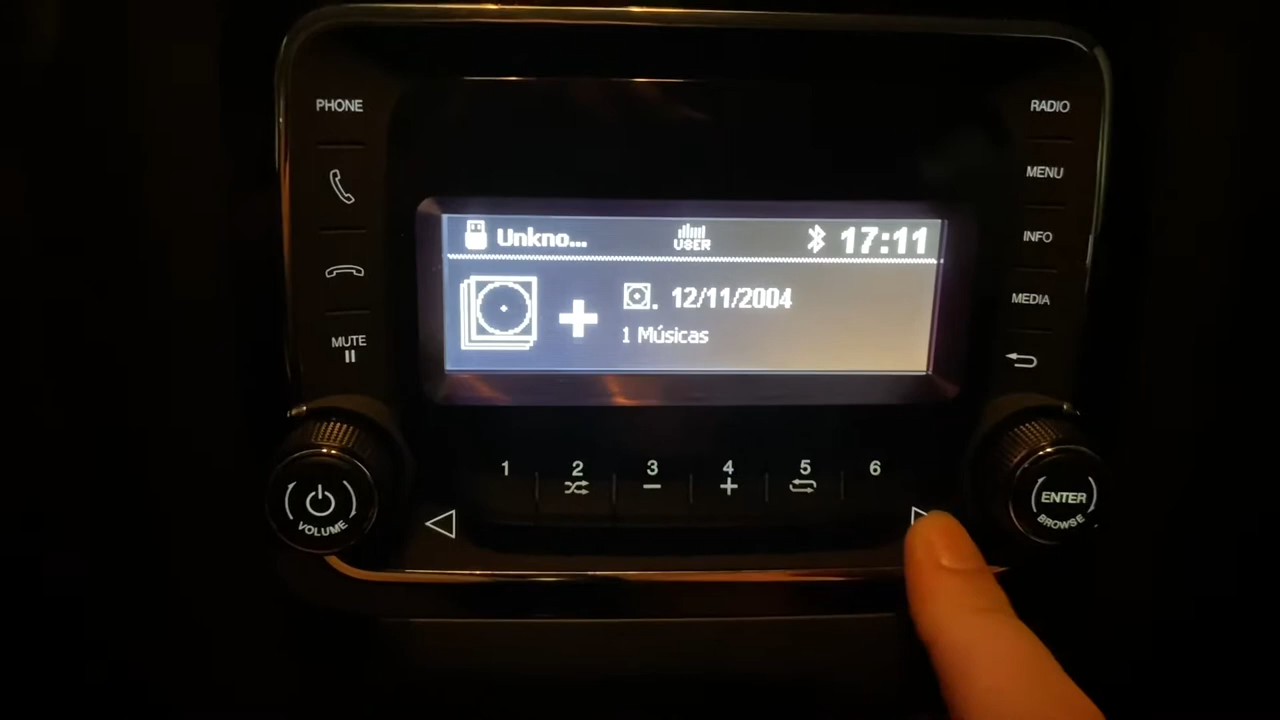 PHONE
MUTE
VOLUME
Unkno...
USER
17:11
12/11/2004
1 Músicas
1
2
3
4
5
6
RADIO
MENU
INFO
MEDIA
ENTER
BROWSE